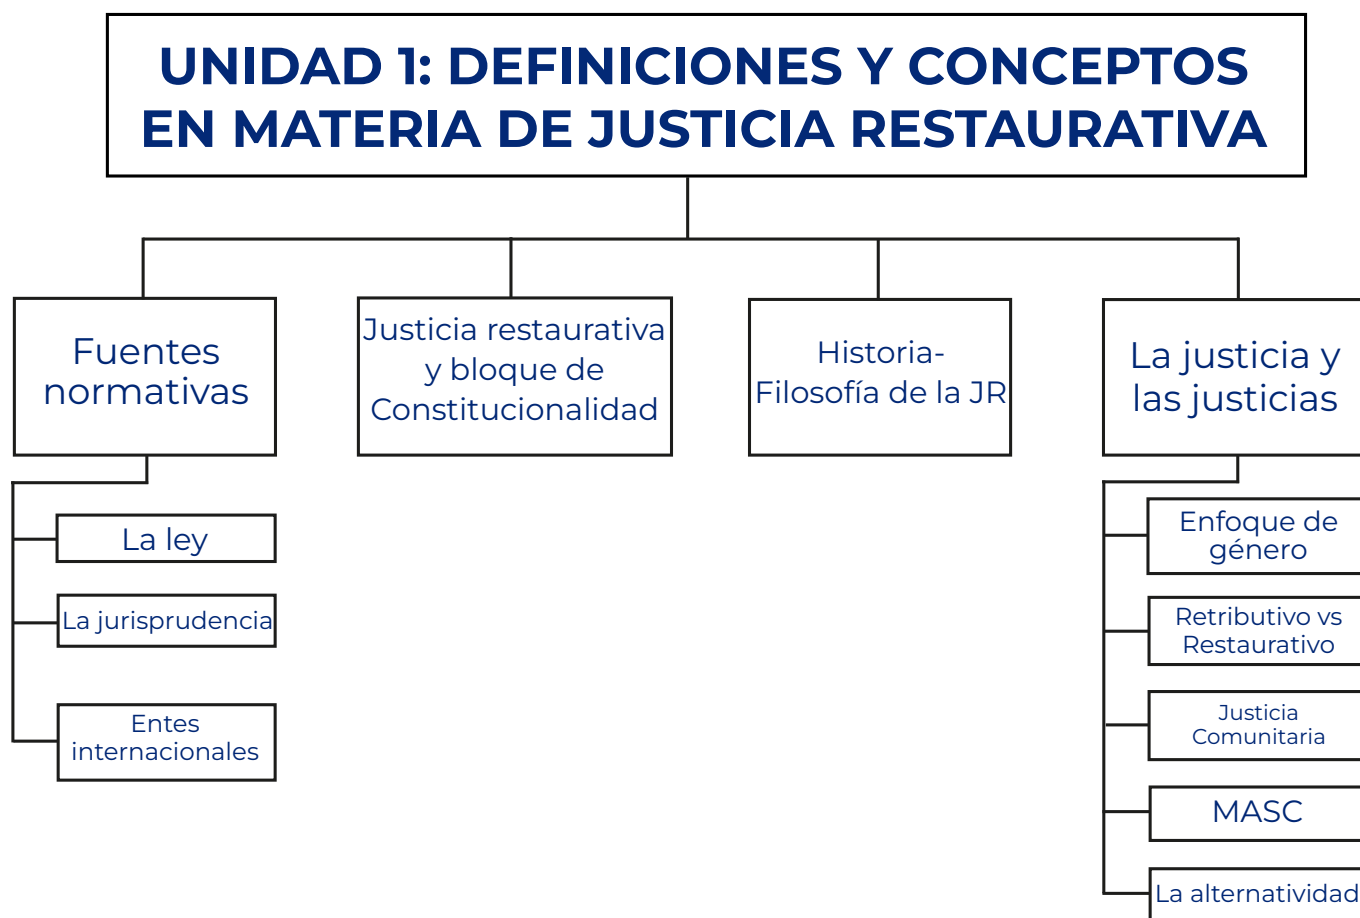 UNIDAD 1: DEFINICIONES Y CONCEPTOS
EN MATERIA DE JUSTICIA RESTAURATIVA
Fuentes
normativas
Justicia restaurativa
y bloque de
Constitucionalidad
Historia-
Filosofía de la JR
La justicia y
las justicias
La ley
La jurisprudencia
Entes
internacionales
Enfoque de
género
Retributivo vs
Restaurativo
Justicia
Comunitaria
MASC
La alternatividad